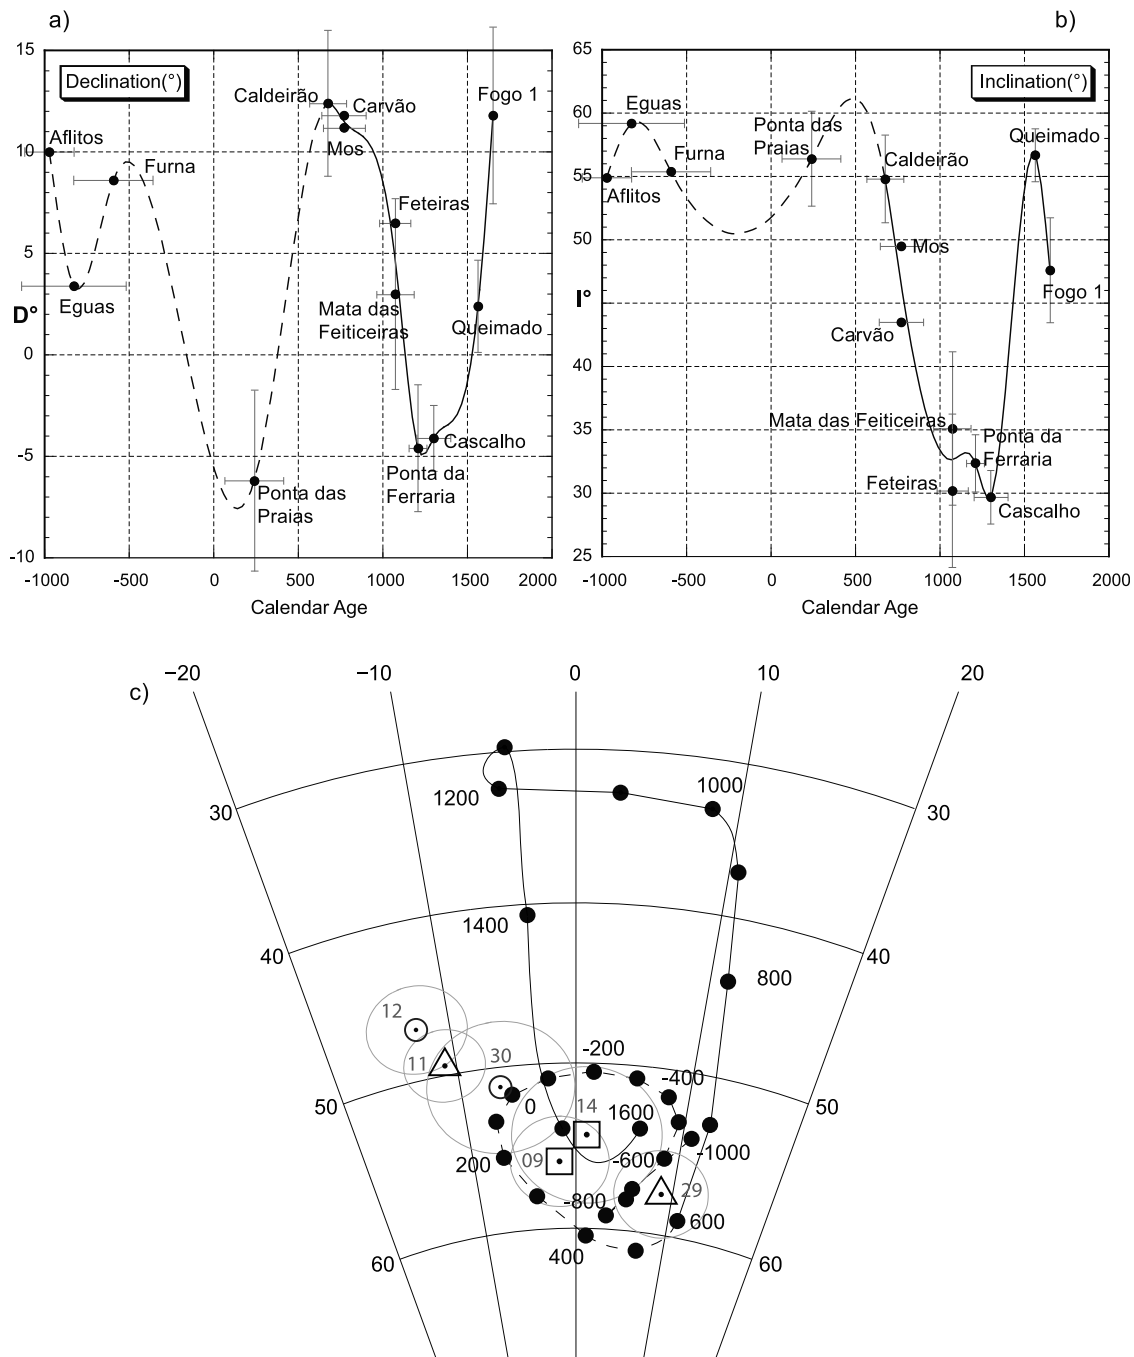 a)
b)
15
10
5
0
-5
-10
D°
Declination(°)
Aflitos
Eguas
Furna
Caldeirão
Carvão
Mos
Fogo 1
Feteiras
Mata das
Feiticeiras
Queimado
Cascalho
Ponta da
Ferraria
Ponta das
Praias
-1000 -500 0 500 1000 1500 2000
Calendar Age
65
60
55
50
I°
40
35
30
25
Inclination(°)
Eguas
Aflitos
Furna
Ponta das
Praias
Caldeirão
Queimado
Mos
Fogo 1
Carvão
Mata das Feiticeiras
Ponta da
Ferraria
Feteiras
Cascalho
-1000 -500 0 500 1000 1500 2000
Calendar Age
c)
−20 −10 0 10 20
30
1200
1000
30
40
1400
800
40
12
11
30
-200
-400
50
0
14
1600
50
200
09
-600
-1000
-800
29
600
60
400
60